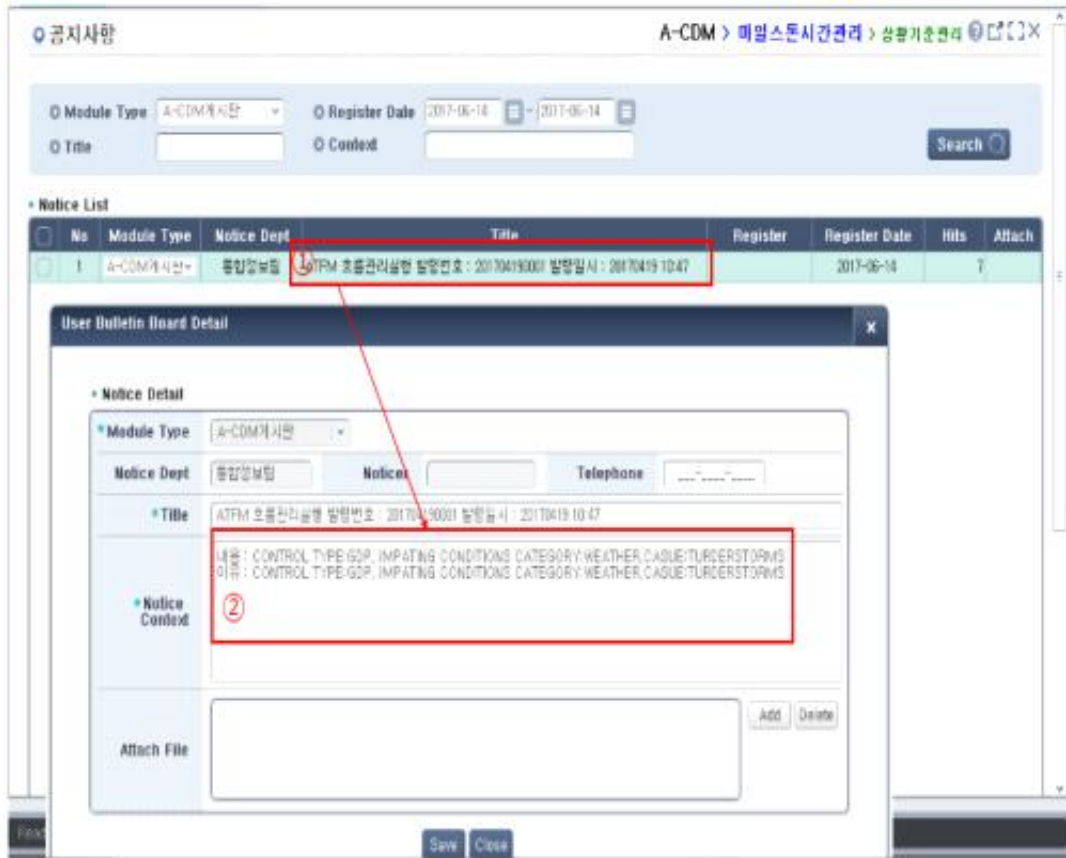 공지사항
A-CDM > 마일스톤시간관리 > 상황기준관리
Module Type A-CDM게시판 Register Date 2017-06-14 ~ 2017-06-14
Title Context Search
Notice List
No Module Type Notice Dept Title Register Register Date Hits Attach
1 A-CDM게시판 통합정보팀 ① ATFM 흐름관리실행 발령번호 : 201704190001 발령일시 : 20170419 10:47 2017-06-14 7
User Bulletin Board Detail x
Notice Detail
*Module Type A-CDM게시판
Notice Dept 통합정보팀 Noticer Telephone ___-____-____
*Title ATFM 흐름관리실행 발령번호 : 201704190001 발령일시 : 20170419 10:47
내용 : CONTROL TYPE:GDP, IMPATING CONDITIONS CATEGORY:WEATHER,CASUE:TURDERSTORMS
이유 : CONTROL TYPE:GDP, IMPATING CONDITIONS CATEGORY:WEATHER,CASUE:TURDERSTORMS
*Notice
Context
②
Attach File Add Delete
Save Close